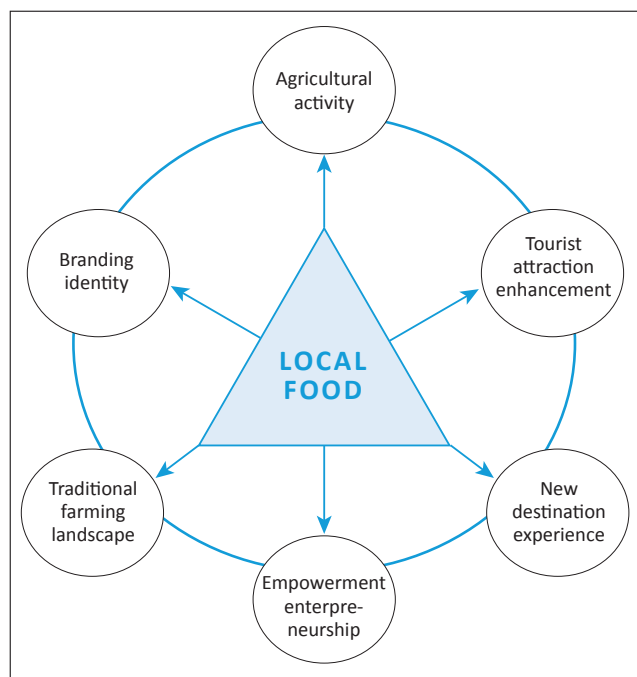 Agricultural
activity
Tourist
attraction
enhancement
New
destination
experience
Empowerment
enterpre-
neurship
Traditional
farming
landscape
Branding
identity
LOCAL
FOOD